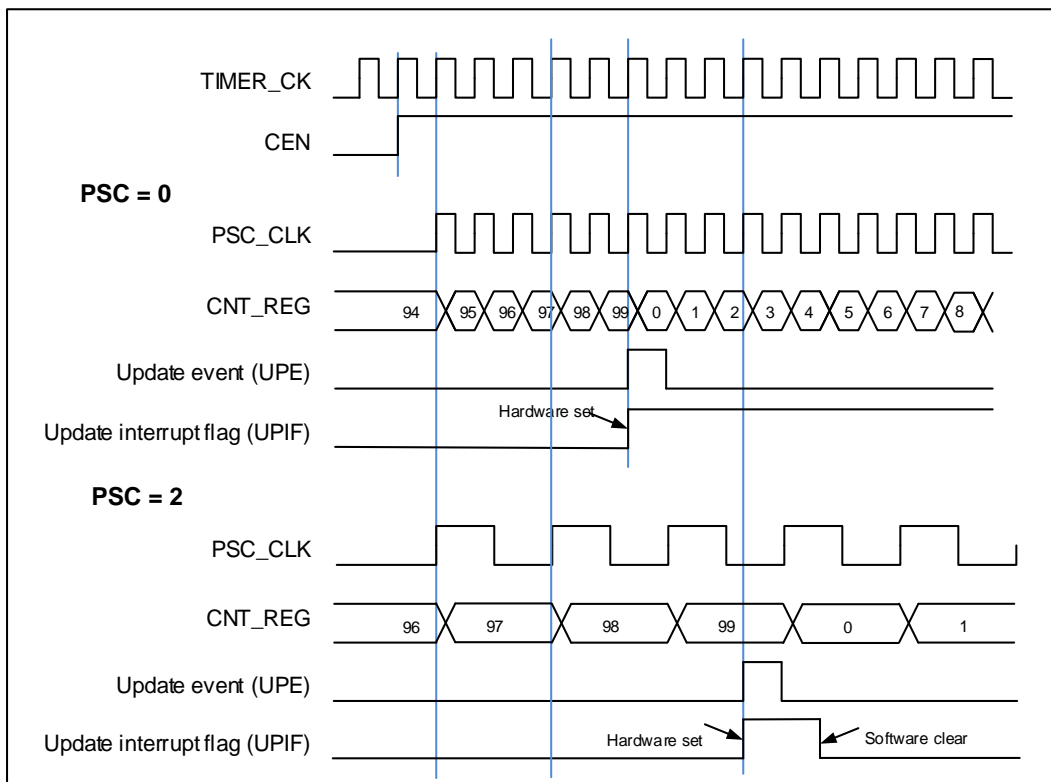 TIMER_CK
CEN
PSC = 0
PSC_CLK
CNT_REG 94 95 96 97 98 99 0 1 2 3 4 5 6 7 8
Update event (UPE)
Hardware set
Update interrupt flag (UPIF)
PSC = 2
PSC_CLK
CNT_REG 96 97 98 99 0 1
Update event (UPE)
Update interrupt flag (UPIF) Hardware set Software clear